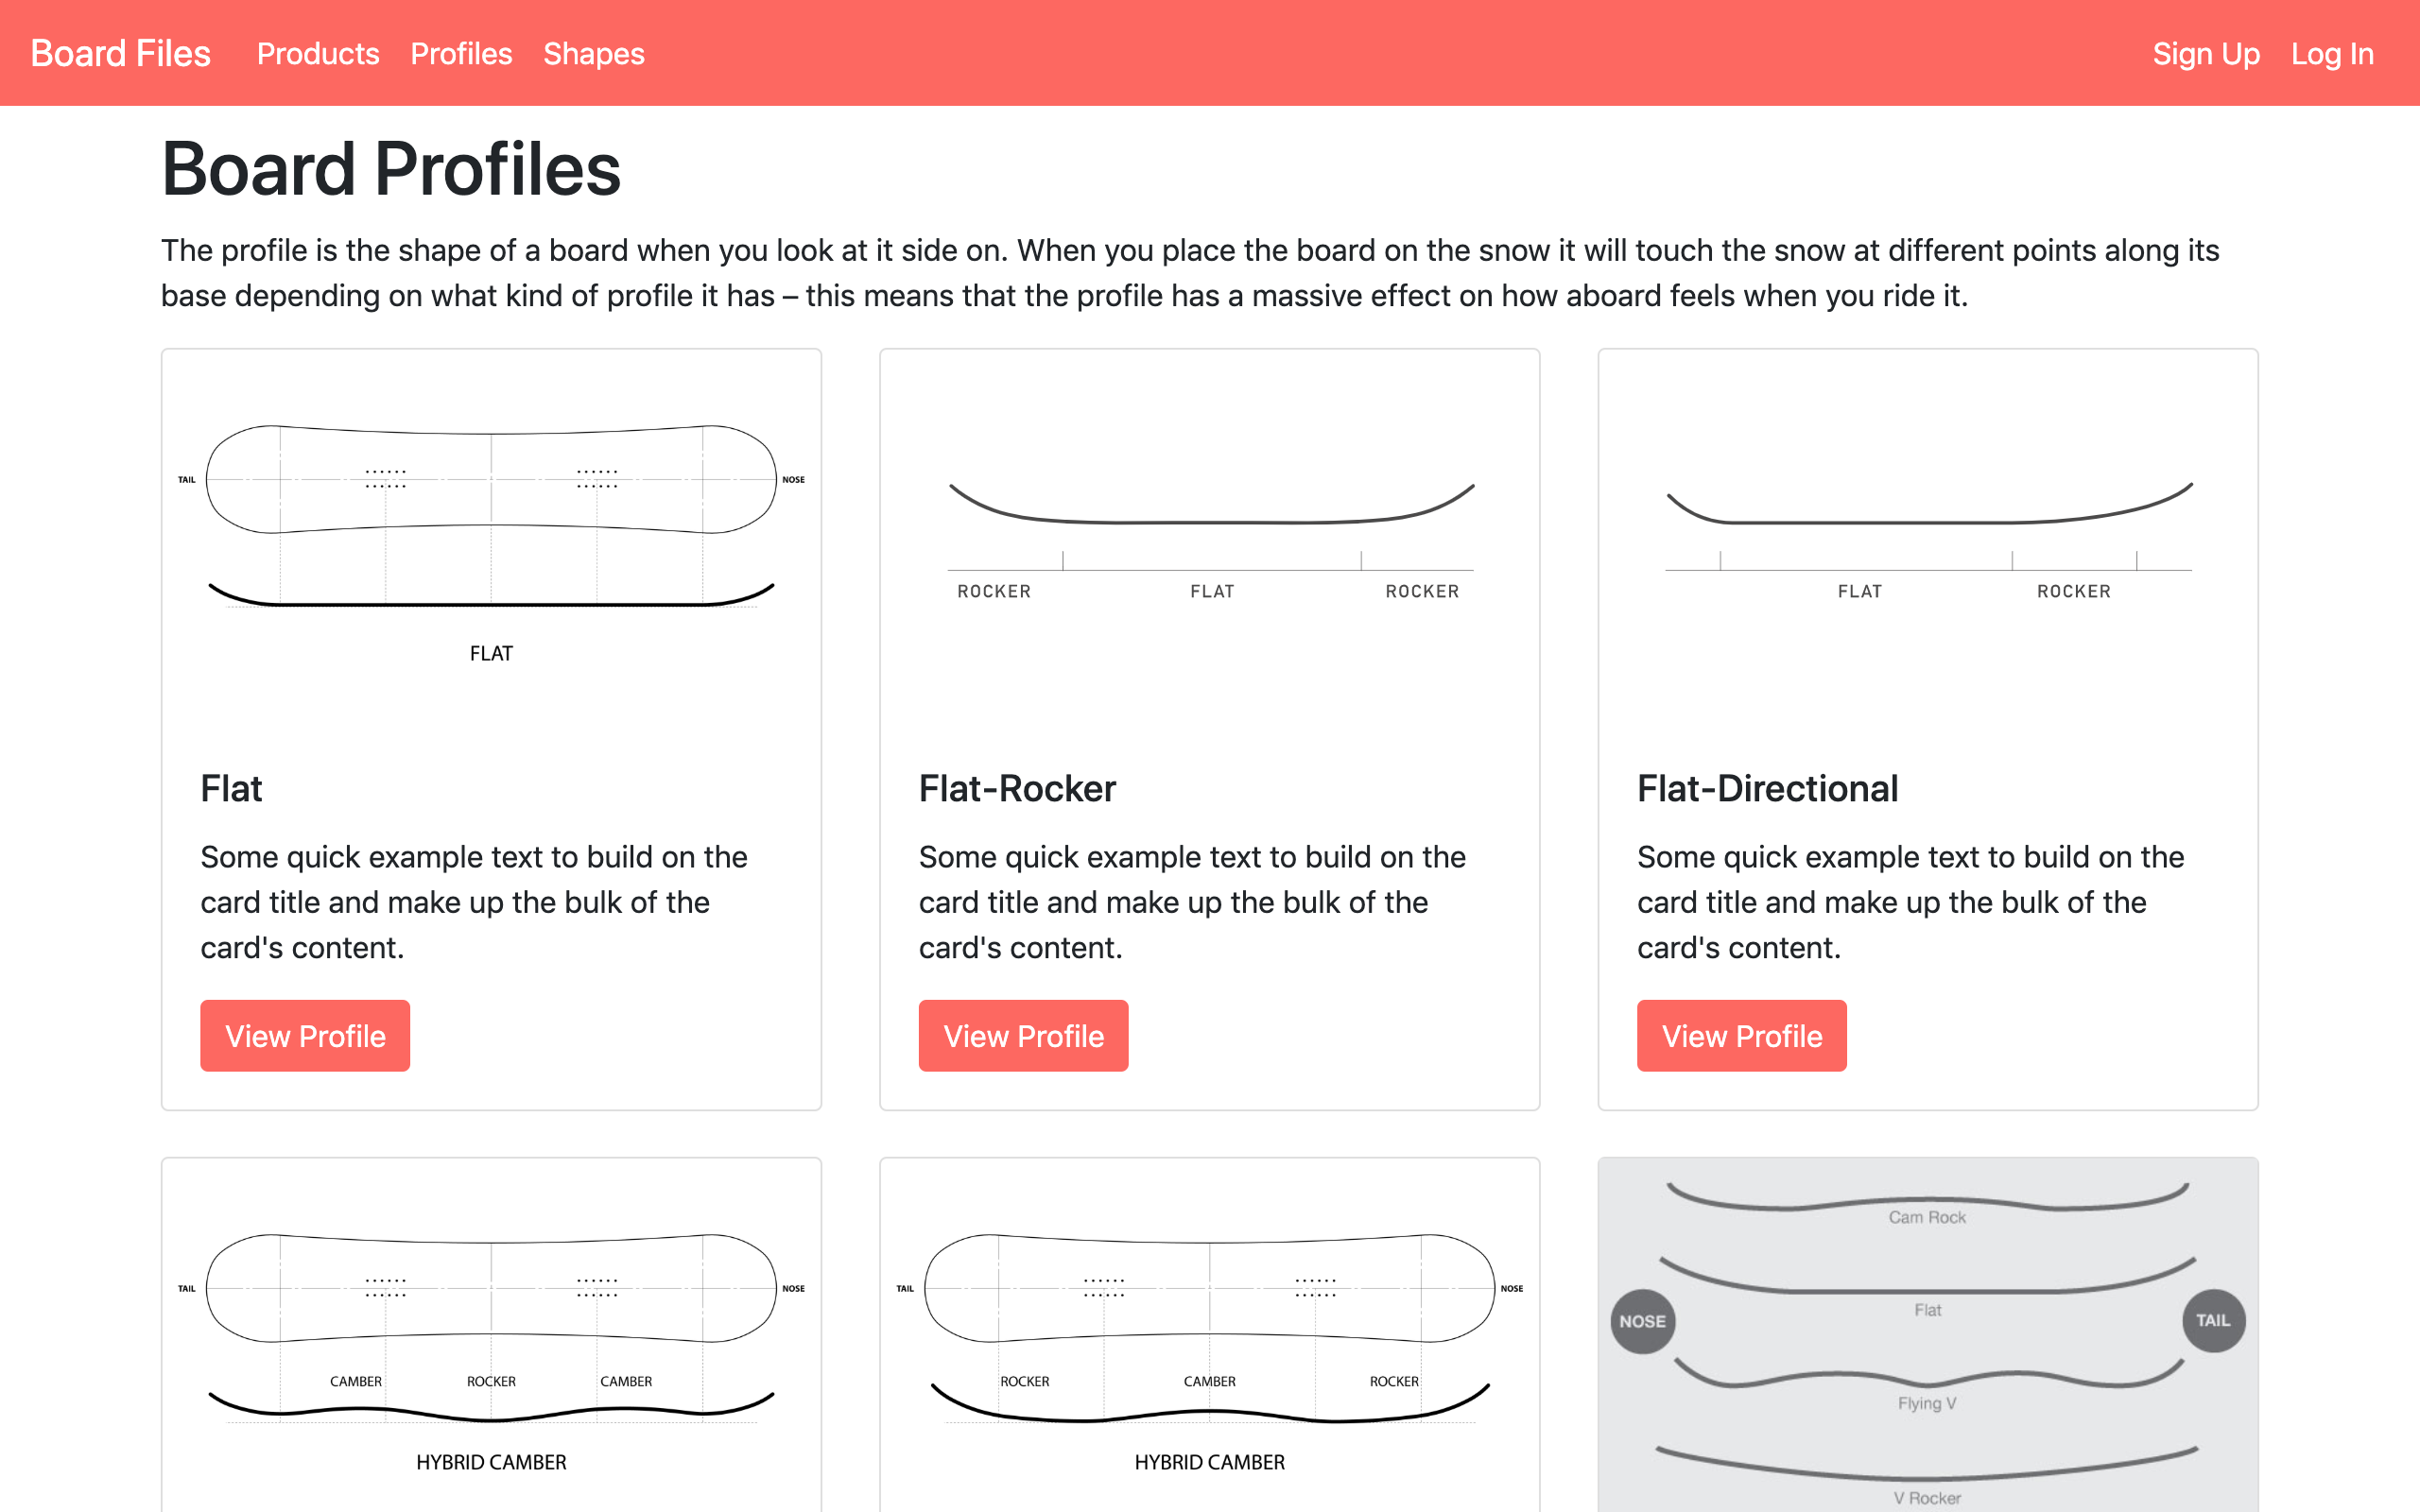 Board Files Products Profiles Shapes Sign Up Log In
Board Profiles
The profile is the shape of a board when you look at it side on. When you place the board on the snow it will touch the snow at different points along its
base depending on what kind of profile it has – this means that the profile has a massive effect on how aboard feels when you ride it.
TAIL NOSE
FLAT
Flat
Some quick example text to build on the
card title and make up the bulk of the
card's content.
View Profile
ROCKER FLAT ROCKER
Flat-Rocker
Some quick example text to build on the
card title and make up the bulk of the
card's content.
View Profile
FLAT ROCKER
Flat-Directional
Some quick example text to build on the
card title and make up the bulk of the
card's content.
View Profile
TAIL NOSE
CAMBER ROCKER CAMBER
HYBRID CAMBER
TAIL NOSE
ROCKER CAMBER ROCKER
HYBRID CAMBER
Cam Rock
Flat
NOSE TAIL
Flying V
V Rocker